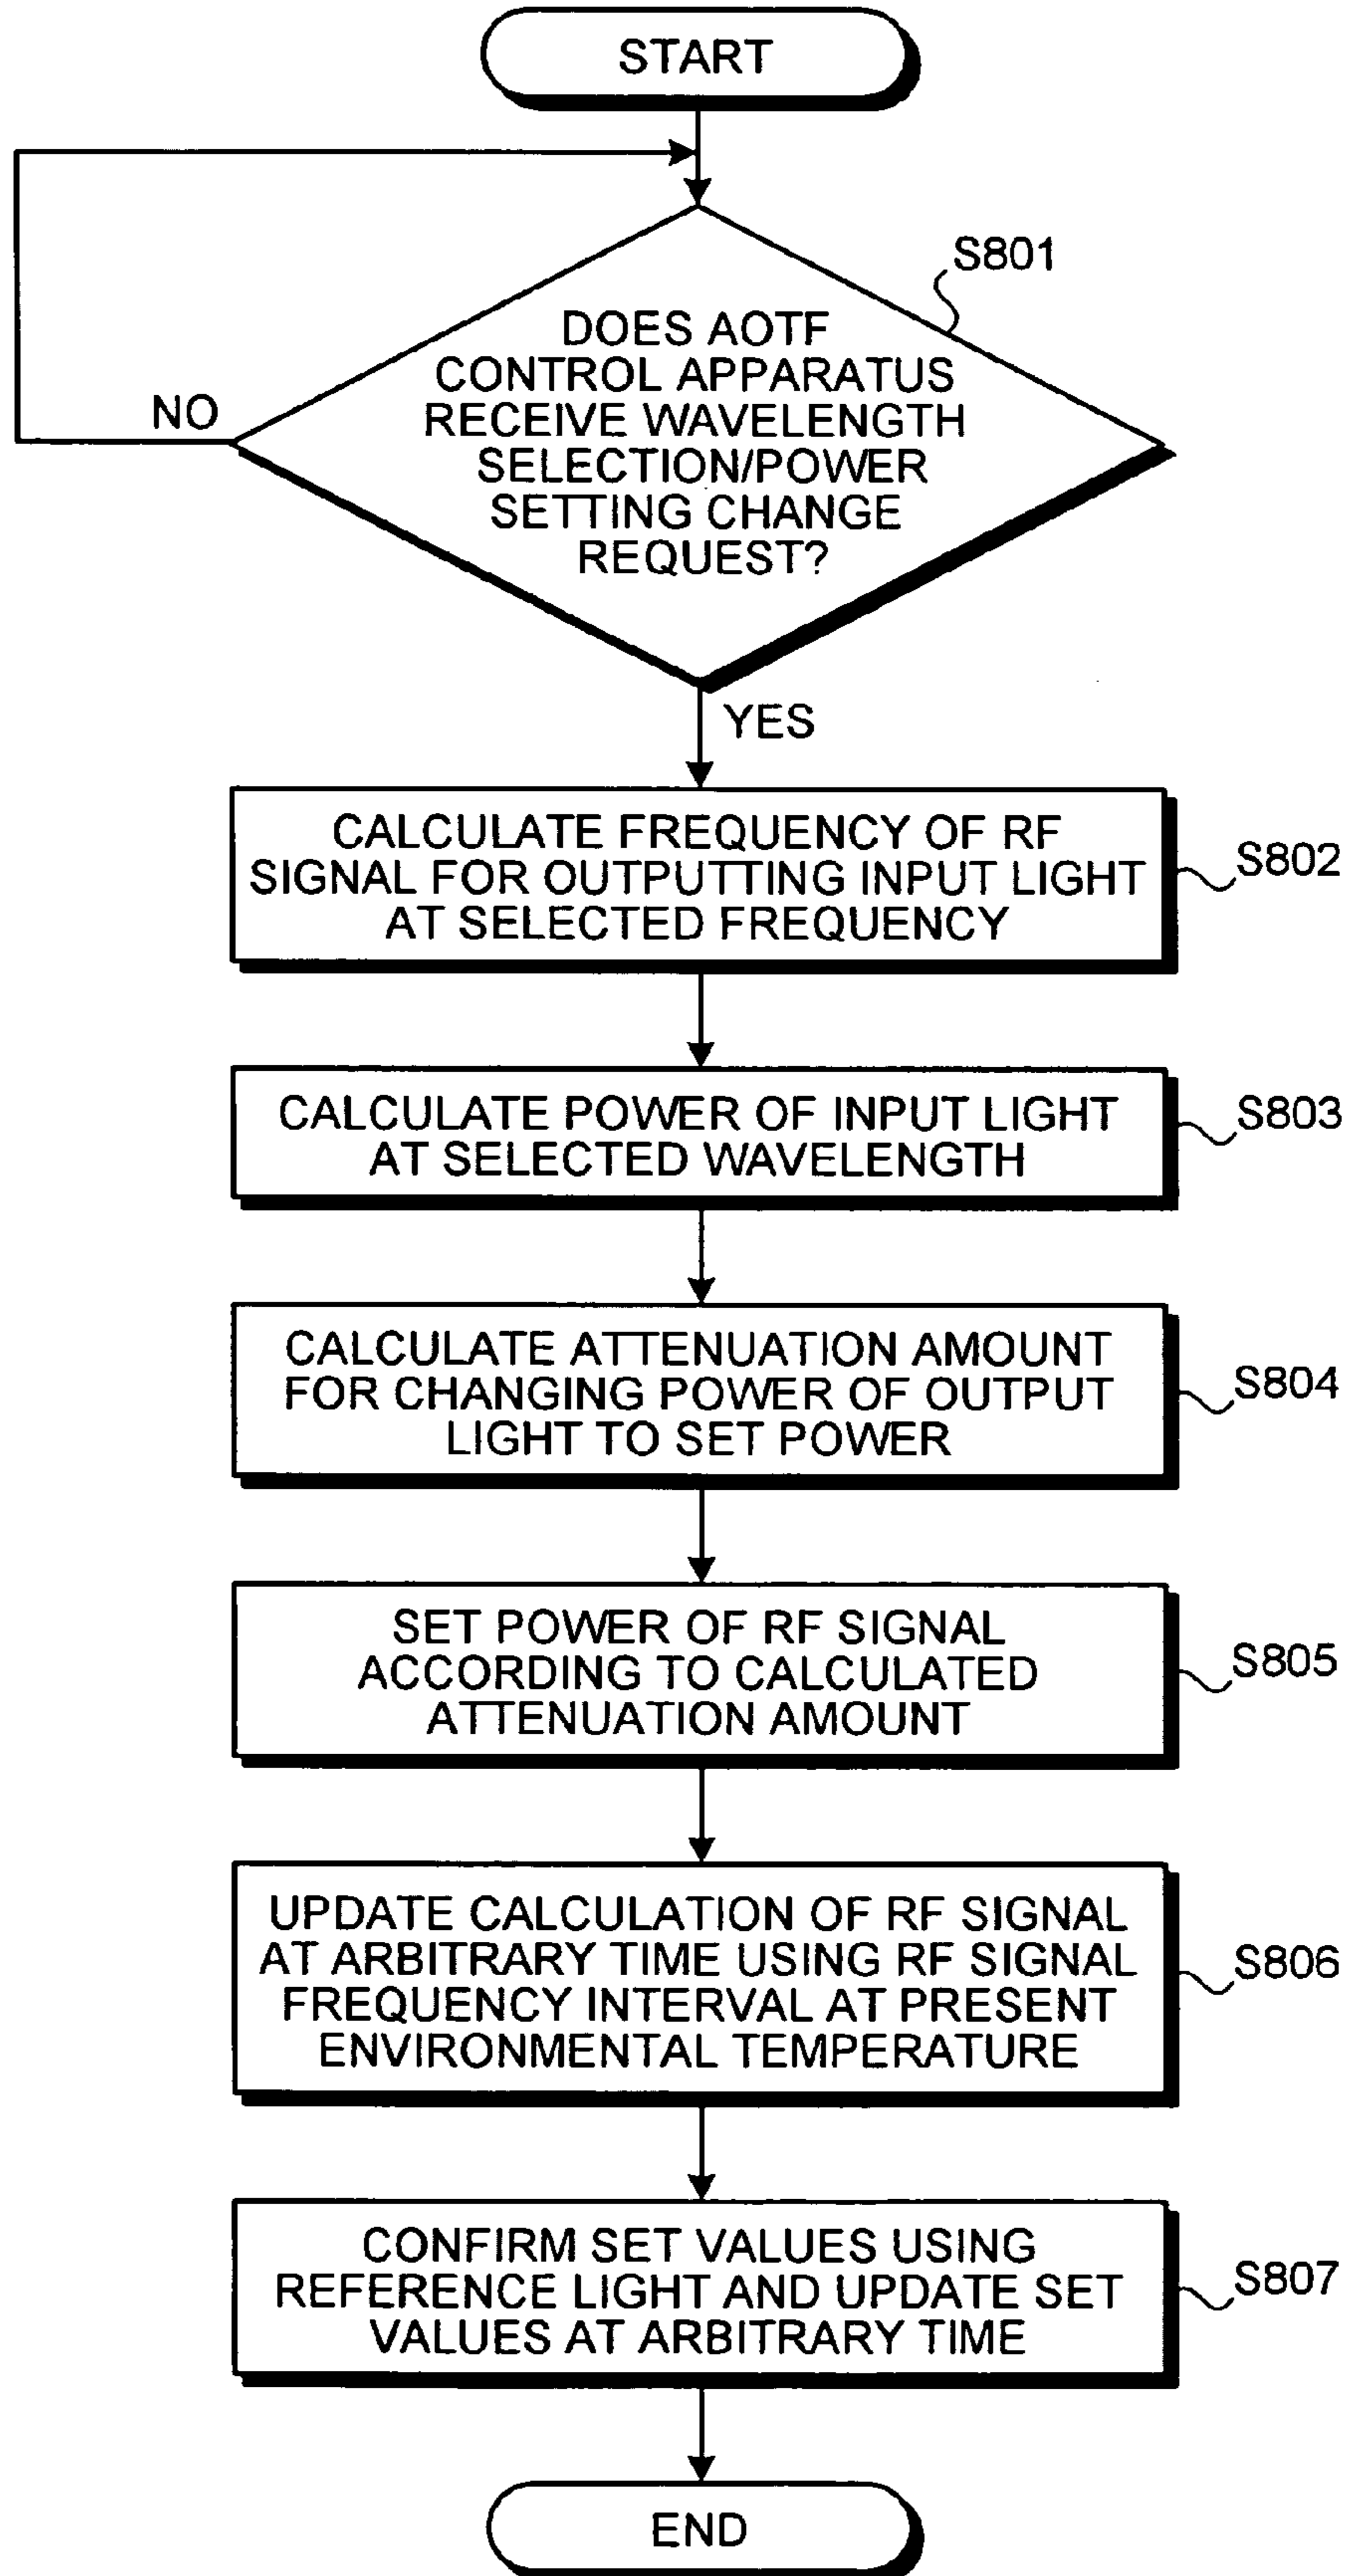 START
S801
DOES AOTF
CONTROL APPARATUS
RECEIVE WAVELENGTH
SELECTION/POWER
SETTING CHANGE
REQUEST?
NO
YES
CALCULATE FREQUENCY OF RF
SIGNAL FOR OUTPUTTING INPUT LIGHT
AT SELECTED FREQUENCY
S802
CALCULATE POWER OF INPUT LIGHT
AT SELECTED WAVELENGTH
S803
CALCULATE ATTENUATION AMOUNT
FOR CHANGING POWER OF OUTPUT
LIGHT TO SET POWER
S804
SET POWER OF RF SIGNAL
ACCORDING TO CALCULATED
ATTENUATION AMOUNT
S805
UPDATE CALCULATION OF RF SIGNAL
AT ARBITRARY TIME USING RF SIGNAL
FREQUENCY INTERVAL AT PRESENT
ENVIRONMENTAL TEMPERATURE
S806
CONFIRM SET VALUES USING
REFERENCE LIGHT AND UPDATE SET
VALUES AT ARBITRARY TIME
S807
END